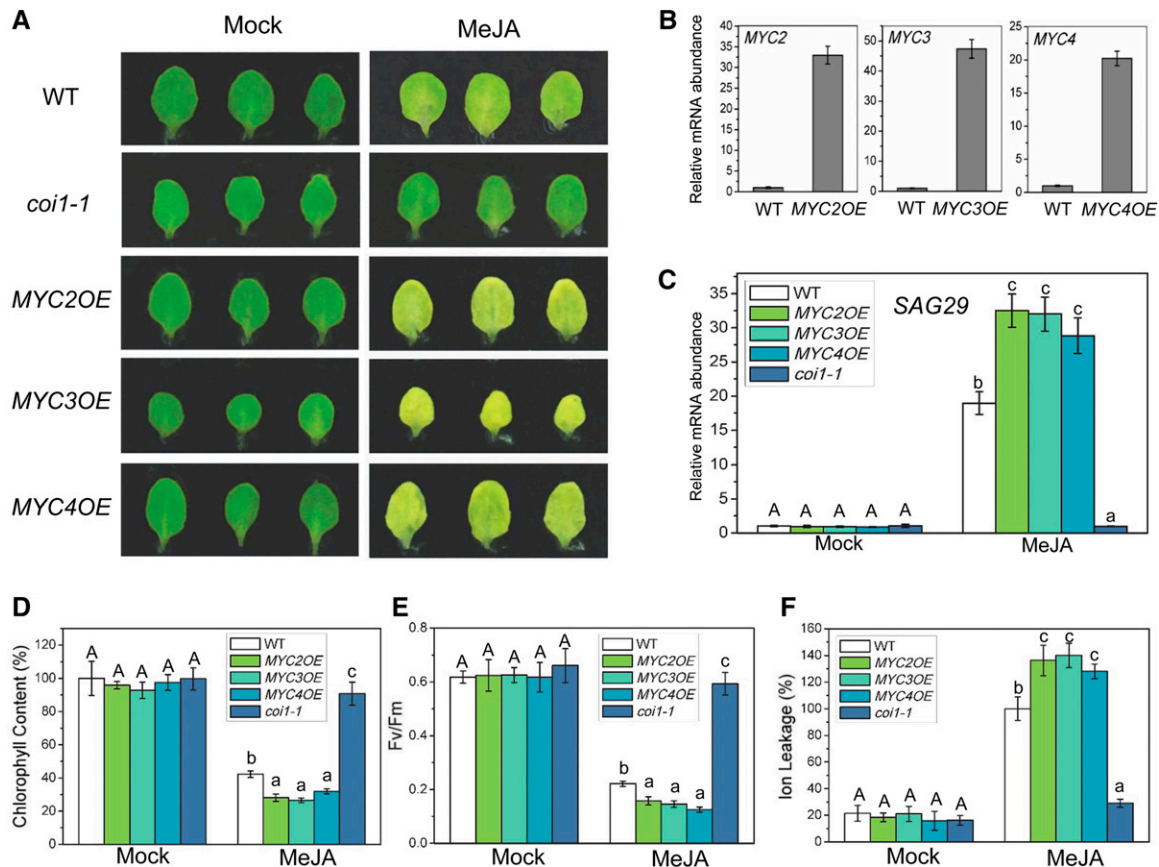 A
Mock MeJA
WT
coi1-1
MYC2OE
MYC3OE
MYC4OE
B
Relative mRNA abundance
MYC2
40
35
30
25
20
15
10
5
0
WT MYC2OE
MYC3
50
40
30
20
10
0
WT MYC3OE
MYC4
25
20
15
10
5
0
WT MYC4OE
C
Relative mRNA abundance
35
30
25
20
15
10
5
0
WT
MYC2OE
MYC3OE
MYC4OE
coi1-1
SAG29
A A A A A
b c c c a
Mock MeJA
D
Chlorophyll Content (%)
120
100
80
60
40
20
0
WT
MYC2OE
MYC3OE
MYC4OE
coi1-1
A A A A A
b a a a c
Mock MeJA
E
Fv/Fm
0.8
0.6
0.4
0.2
0.0
WT
MYC2OE
MYC3OE
MYC4OE
coi1-1
A A A A A
b a a a c
Mock MeJA
F
Ion Leakage (%)
160
140
120
100
80
60
40
20
0
WT
MYC2OE
MYC3OE
MYC4OE
coi1-1
A A A A A
b c c c a
Mock MeJA